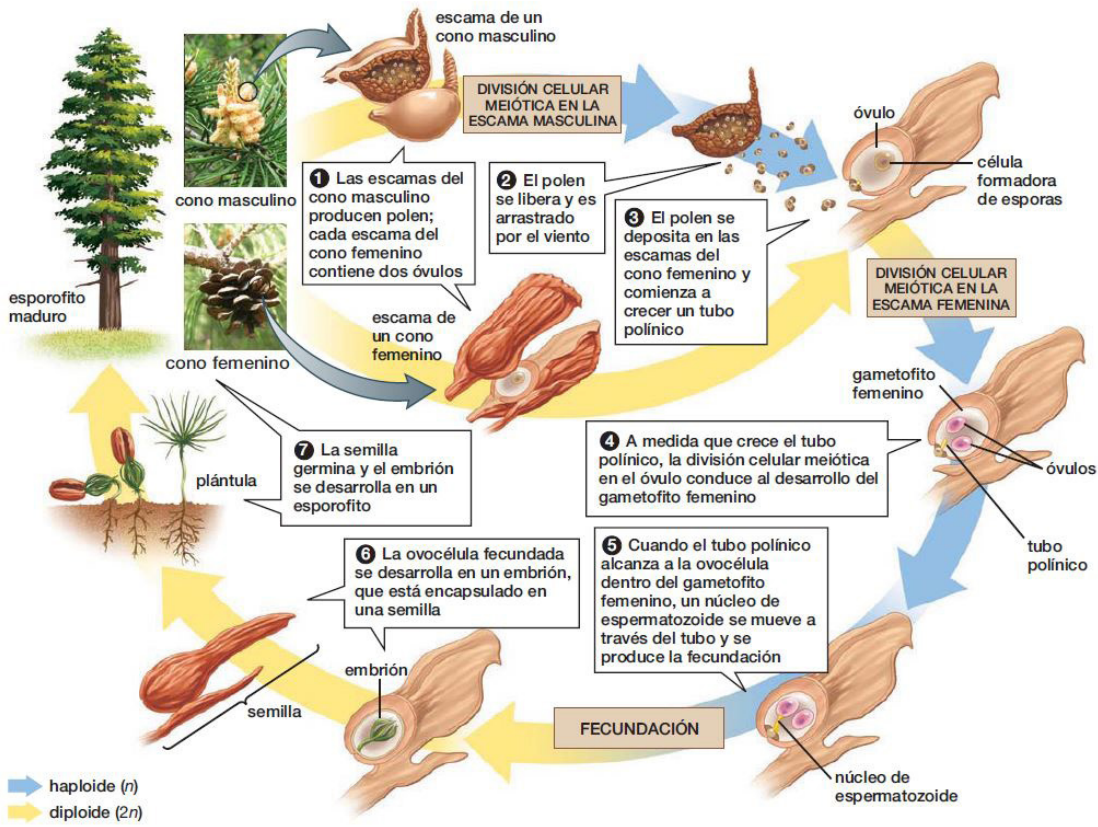 escama de un
cono masculino
DIVISIÓN CELULAR
MEIÓTICA EN LA
ESCAMA MASCULINA
óvulo
célula
formadora
de esporas
cono masculino
❶ Las escamas del
cono masculino
producen polen;
cada escama del
cono femenino
contiene dos óvulos
❷ El polen
se libera y es
arrastrado
por el viento
❸ El polen se
deposita en las
escamas del
cono femenino y
comienza a
crecer un tubo
polínico
DIVISIÓN CELULAR
MEIÓTICA EN LA
ESCAMA FEMENINA
esporofito
maduro
escama de
un cono
femenino
cono femenino
gametofito
femenino
❹ A medida que crece el tubo
polínico, la división celular meiótica
en el óvulo conduce al desarrollo del
gametofito femenino
óvulos
❼ La semilla
germina y el embrión
se desarrolla en un
esporofito
plántula
tubo
polínico
❻ La ovocélula fecundada
se desarrolla en un embrión,
que está encapsulado en
una semilla
❺ Cuando el tubo polínico
alcanza a la ovocélula
dentro del gametofito
femenino, un núcleo de
espermatozoide se mueve a
través del tubo y se
produce la fecundación
embrión
semilla
FECUNDACIÓN
núcleo de
espermatozoide
haploide (n)
diploide (2n)